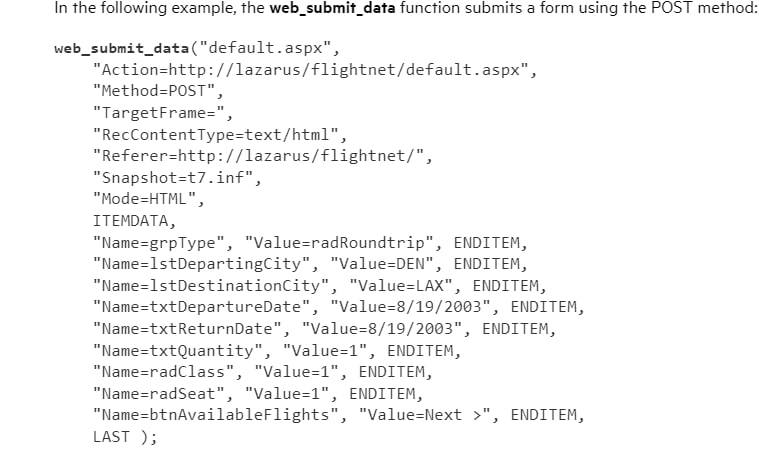 In the following example, the web_submit_data function submits a form using the POST method:
web_submit_data("default.aspx",
"Action=http://lazarus/flightnet/default.aspx",
"Method=POST",
"TargetFrame=",
"RecContentType=text/html",
"Referer=http://lazarus/flightnet/",
"Snapshot=t7.inf",
"Mode=HTML",
ITEMDATA,
"Name=grpType", "Value=radRoundtrip", ENDITEM,
"Name=lstDepartingCity", "Value=DEN", ENDITEM,
"Name=lstDestinationCity", "Value=LAX", ENDITEM,
"Name=txtDepartureDate", "Value=8/19/2003", ENDITEM,
"Name=txtReturnDate", "Value=8/19/2003", ENDITEM,
"Name=txtQuantity", "Value=1", ENDITEM,
"Name=radClass", "Value=1", ENDITEM,
"Name=radSeat", "Value=1", ENDITEM,
"Name=btnAvailableFlights", "Value=Next >", ENDITEM,
LAST );